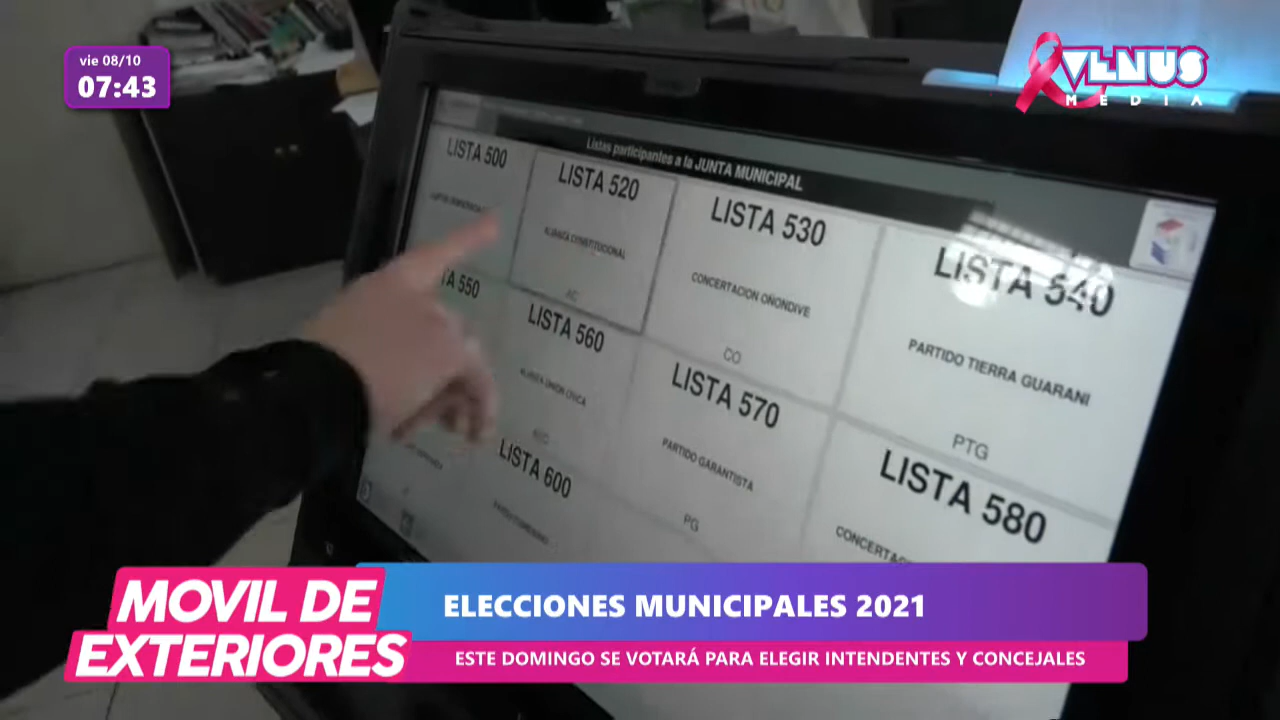 vie 08/10
07:43
VENUS
MEDIA
Listas participantes a la JUNTA MUNICIPAL
LISTA 500
LISTA 520
ALIANZA CONSTITUCIONAL
AC
LISTA 530
CONCERTACION OÑONDIVE
CO
LISTA 540
PARTIDO TIERRA GUARANI
PTG
TA 550
LISTA 560
ALIANZA UNION CIVICA
LISTA 570
PARTIDO GARANTISTA
PG
LISTA 580
LISTA 600
MOVIL DE
EXTERIORES
ELECCIONES MUNICIPALES 2021
ESTE DOMINGO SE VOTARÁ PARA ELEGIR INTENDENTES Y CONCEJALES